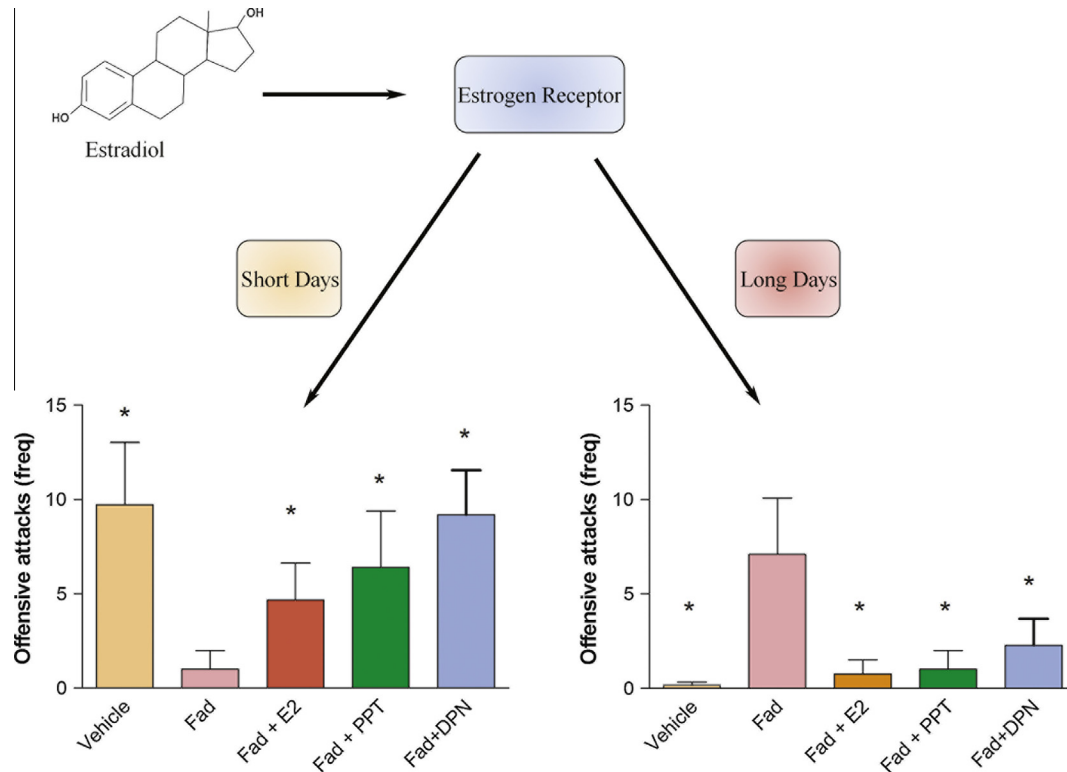 OH
HO
Estradiol
Estrogen Receptor
Short Days
Long Days
Offensive attacks (freq)
15
10
5
0
*
*
*
*
Vehicle
Fad
Fad + E2
Fad + PPT
Fad+DPN
Offensive attacks (freq)
15
10
5
0
*
*
*
*
Vehicle
Fad
Fad + E2
Fad + PPT
Fad+DPN